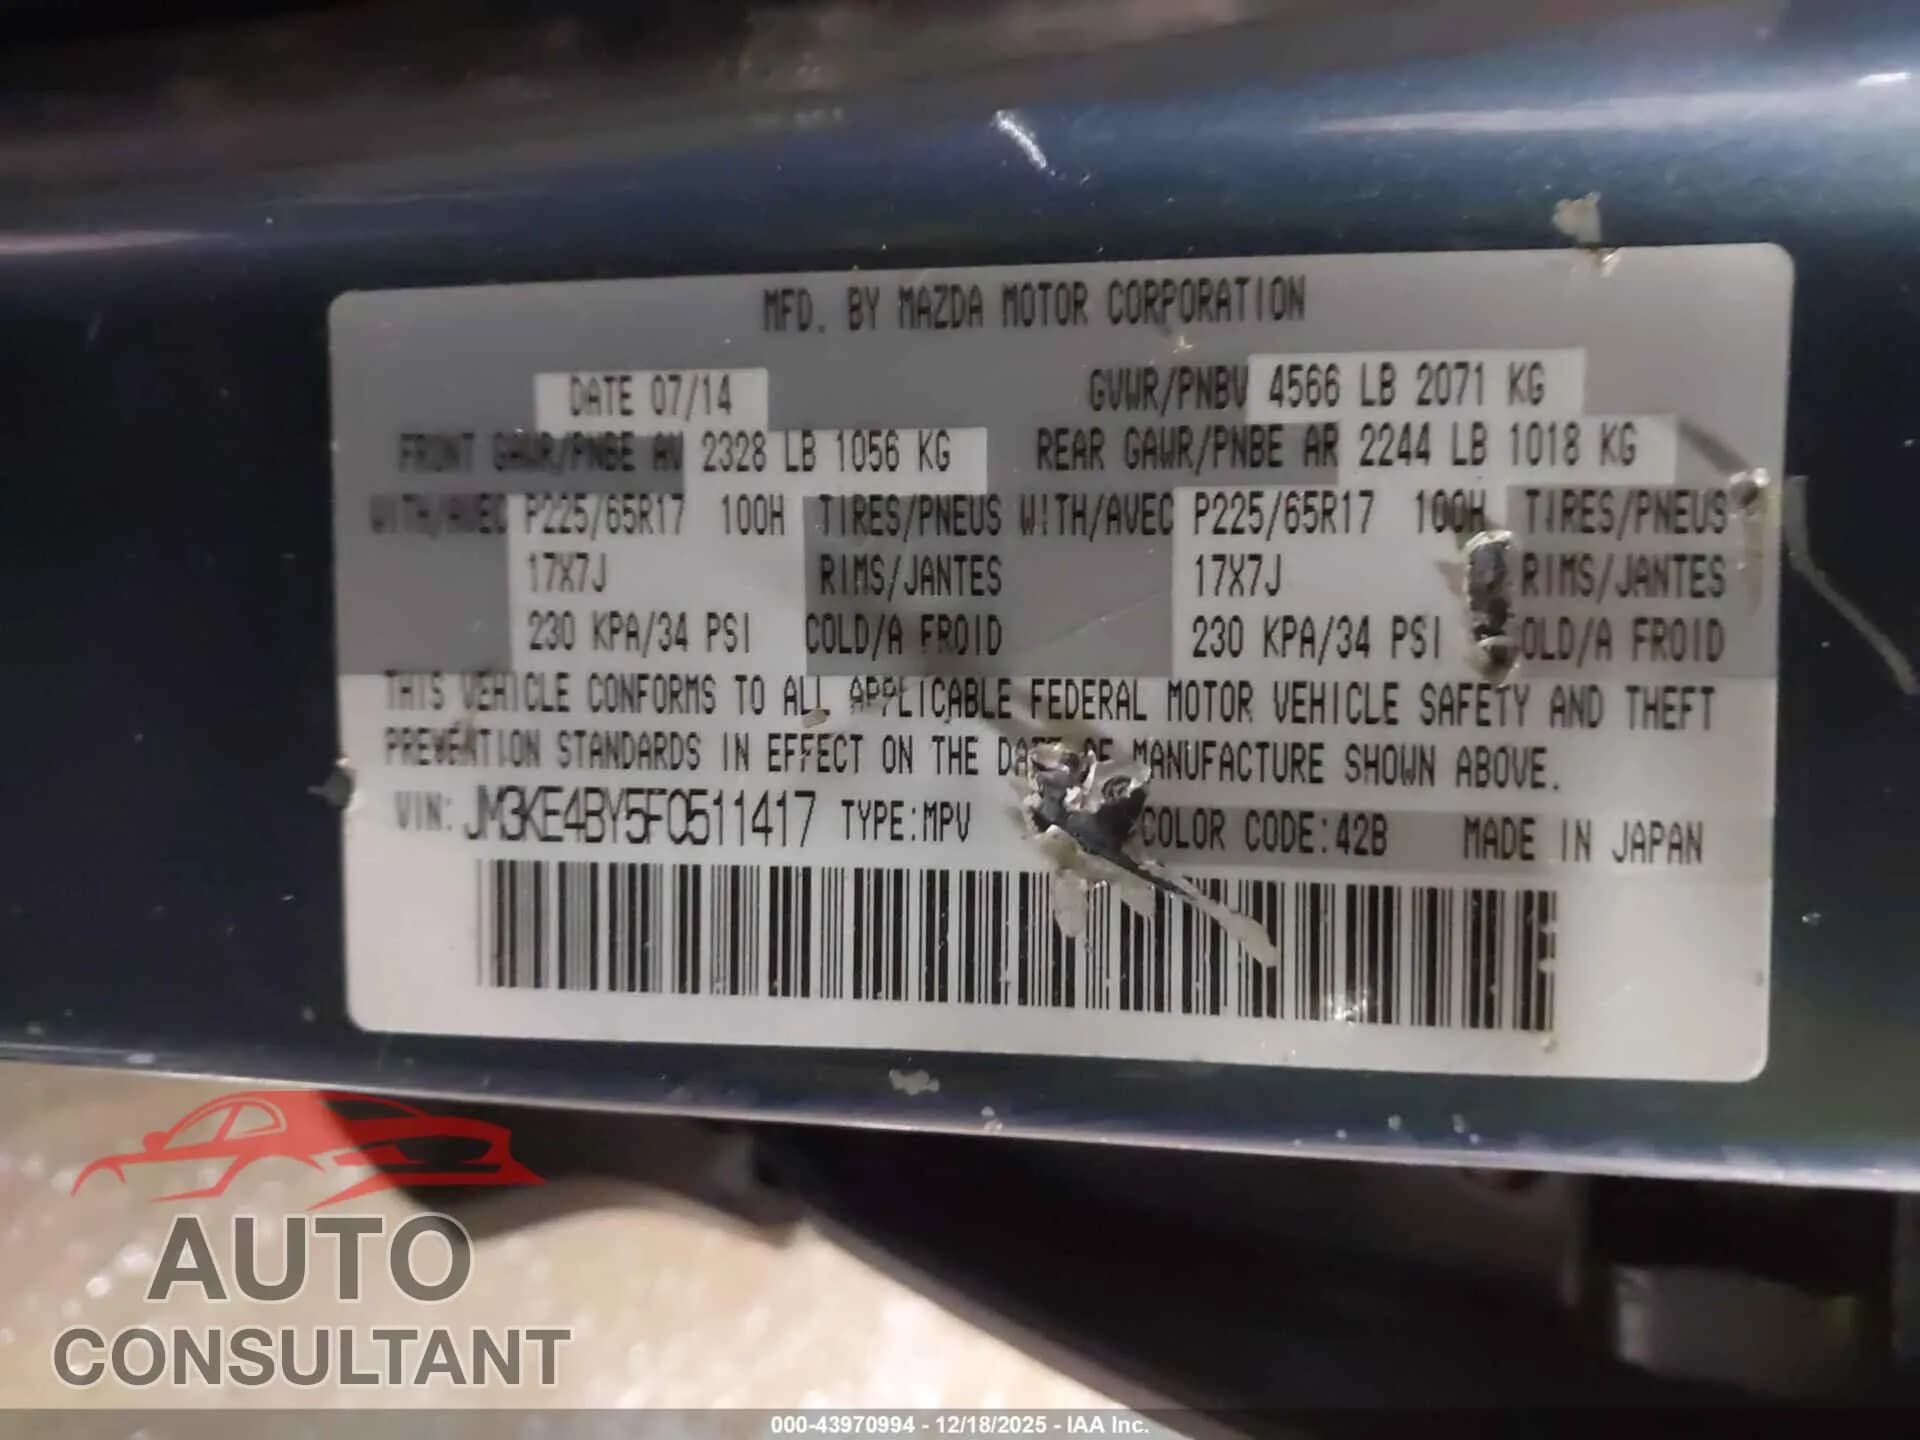 MFD. BY MAZDA MOTOR CORPORATION
DATE 07/14 GVWR/PNBV 4566 LB 2071 KG
FRONT GAWR/PNBE AV 2328 LB 1056 KG REAR GAWR/PNBE AR 2244 LB 1018 KG
WITH/AVEC P225/65R17 100H TIRES/PNEUS WITH/AVEC P225/65R17 100H TIRES/PNEUS
17X7J RIMS/JANTES 17X7J RIMS/JANTES
230 KPA/34 PSI COLD/A FROID 230 KPA/34 PSI OLD/A FROID
THIS VEHICLE CONFORMS TO ALL APPLICABLE FEDERAL MOTOR VEHICLE SAFETY AND THEFT
PREVENTION STANDARDS IN EFFECT ON THE DATE OF MANUFACTURE SHOWN ABOVE.
VIN: JM3KE4BY5F0511417 TYPE:MPV COLOR CODE:42B MADE IN JAPAN
AUTO
CONSULTANT
000-43970994 - 12/18/2025 - IAA Inc.